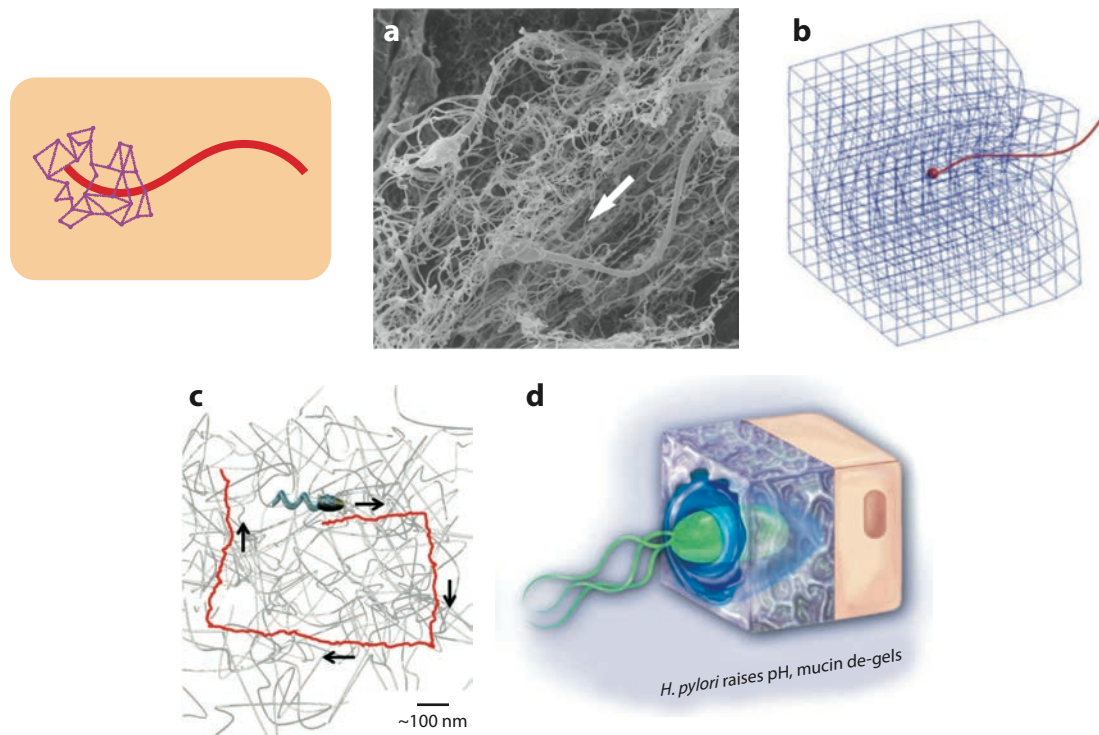 a
b
c
d
~100 nm
H. pylori raises pH, mucin de-gels